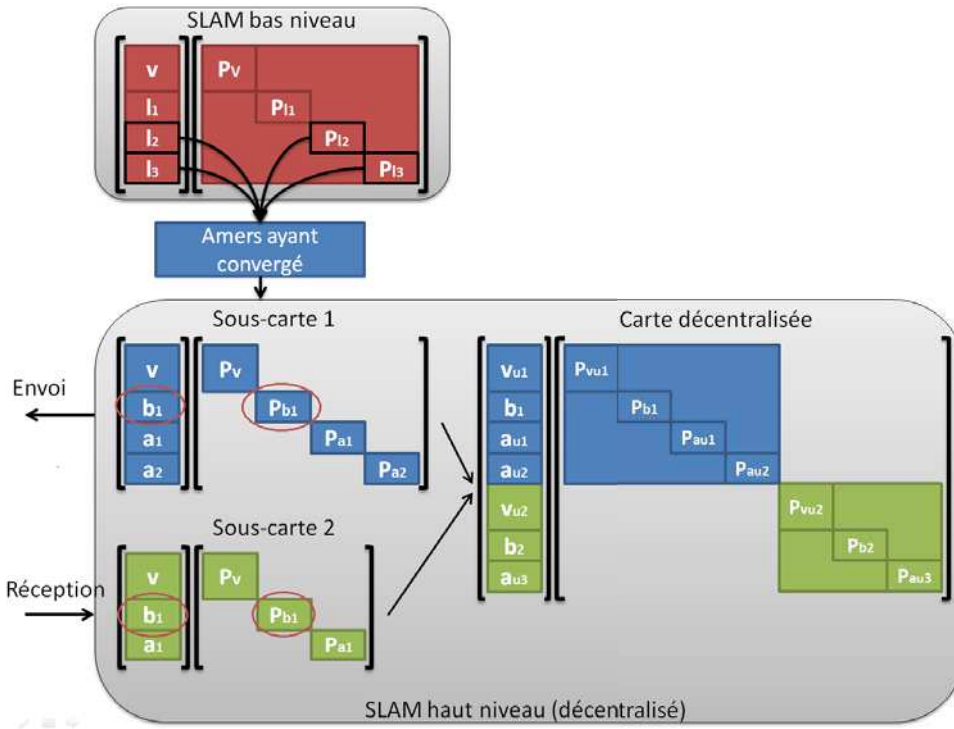 SLAM bas niveau
v
Pv
l1
Pl1
l2
Pl2
l3
Pl3
Amers ayant
convergé
Sous-carte 1
Carte décentralisée
Envoi
v
Pv
b1
Pb1
a1
Pa1
a2
Pa2
vu1
Pvu1
b1
Pb1
au1
Pau1
au2
Pau2
vu2
Pvu2
b2
Pb2
au3
Pau3
Sous-carte 2
Réception
v
Pv
b1
Pb1
a1
Pa1
SLAM haut niveau (décentralisé)